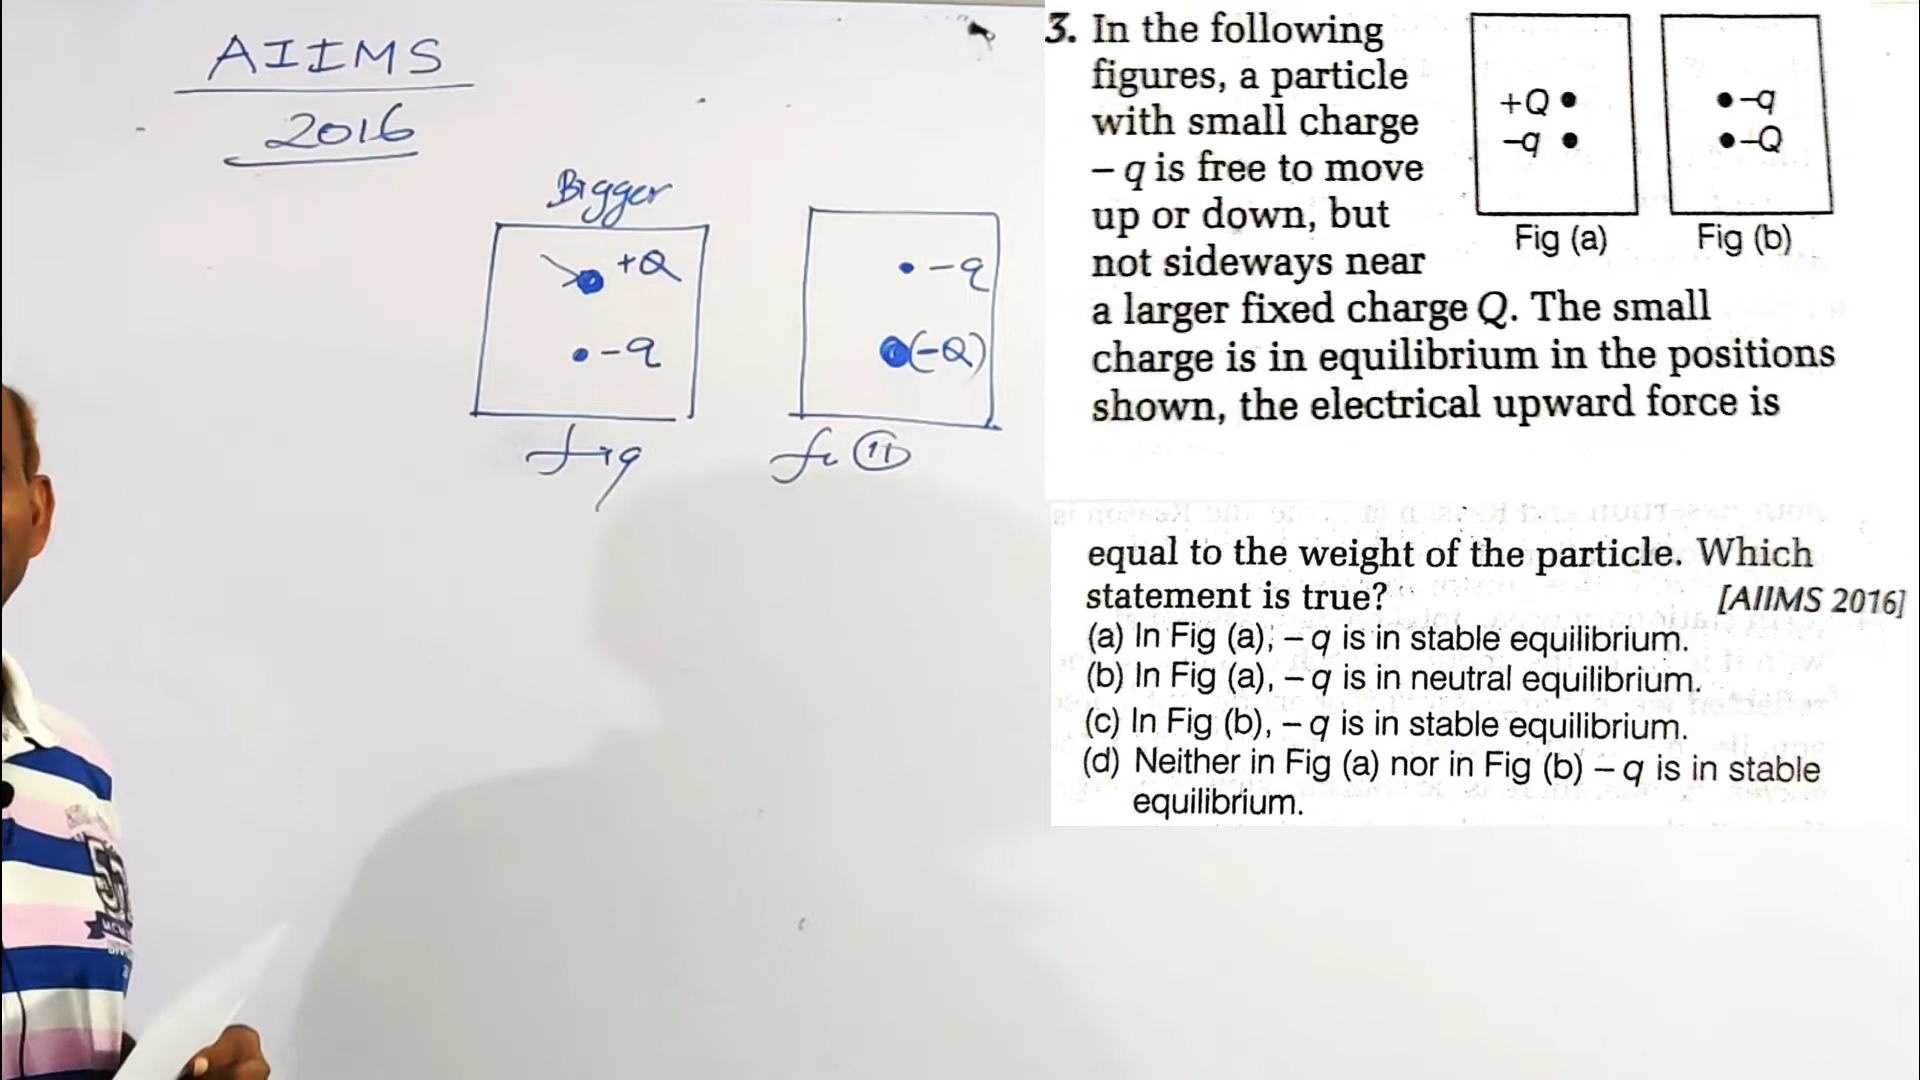 AIIMS
2016
Bigger
+Q
-q
fig
-q
(-Q)
11
3. In the following
figures, a particle
with small charge
– q is free to move
up or down, but
not sideways near
a larger fixed charge Q. The small
charge is in equilibrium in the positions
shown, the electrical upward force is
+Q
–q
Fig (a)
–q
–Q
Fig (b)
equal to the weight of the particle. Which
statement is true?
[AIIMS 2016]
(a) In Fig (a), – q is in stable equilibrium.
(b) In Fig (a), – q is in neutral equilibrium.
(c) In Fig (b), – q is in stable equilibrium.
(d) Neither in Fig (a) nor in Fig (b) – q is in stable
equilibrium.